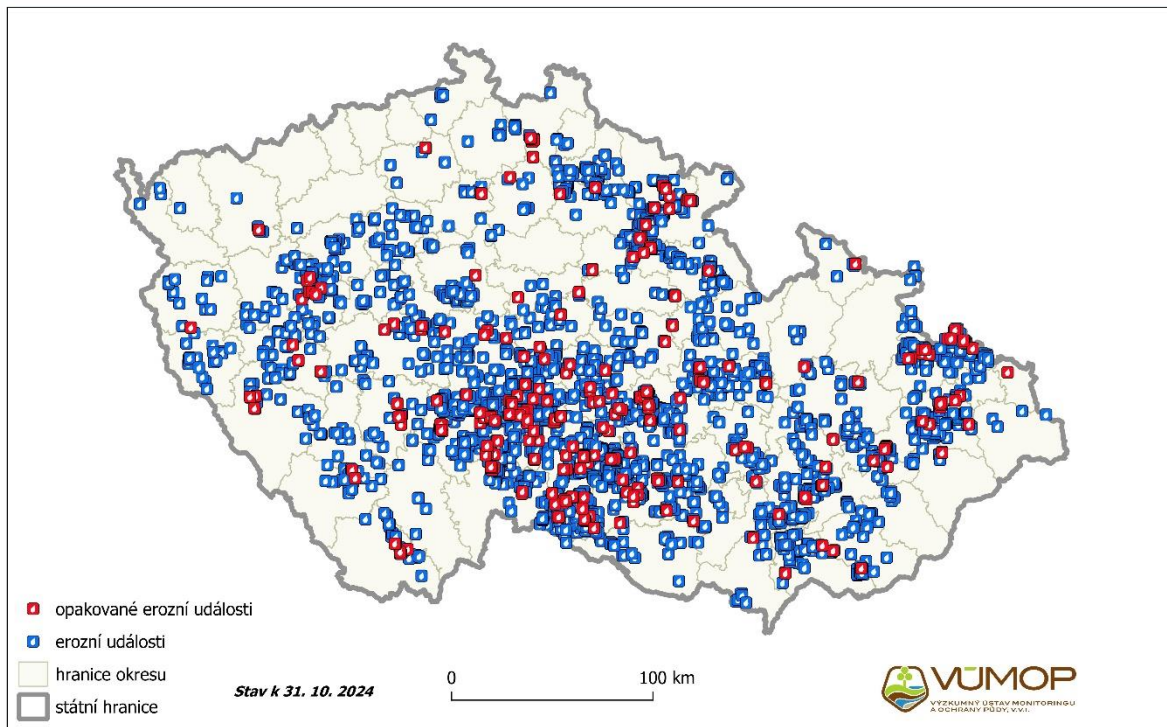 opakované erozní události
erozní události
hranice okresu
státní hranice
Stav k 31. 10. 2024
0 100 km
VÚMOP
VÝZKUMNÝ ÚSTAV MONITORINGU
A OCHRANY PŮDY, V.V.I.